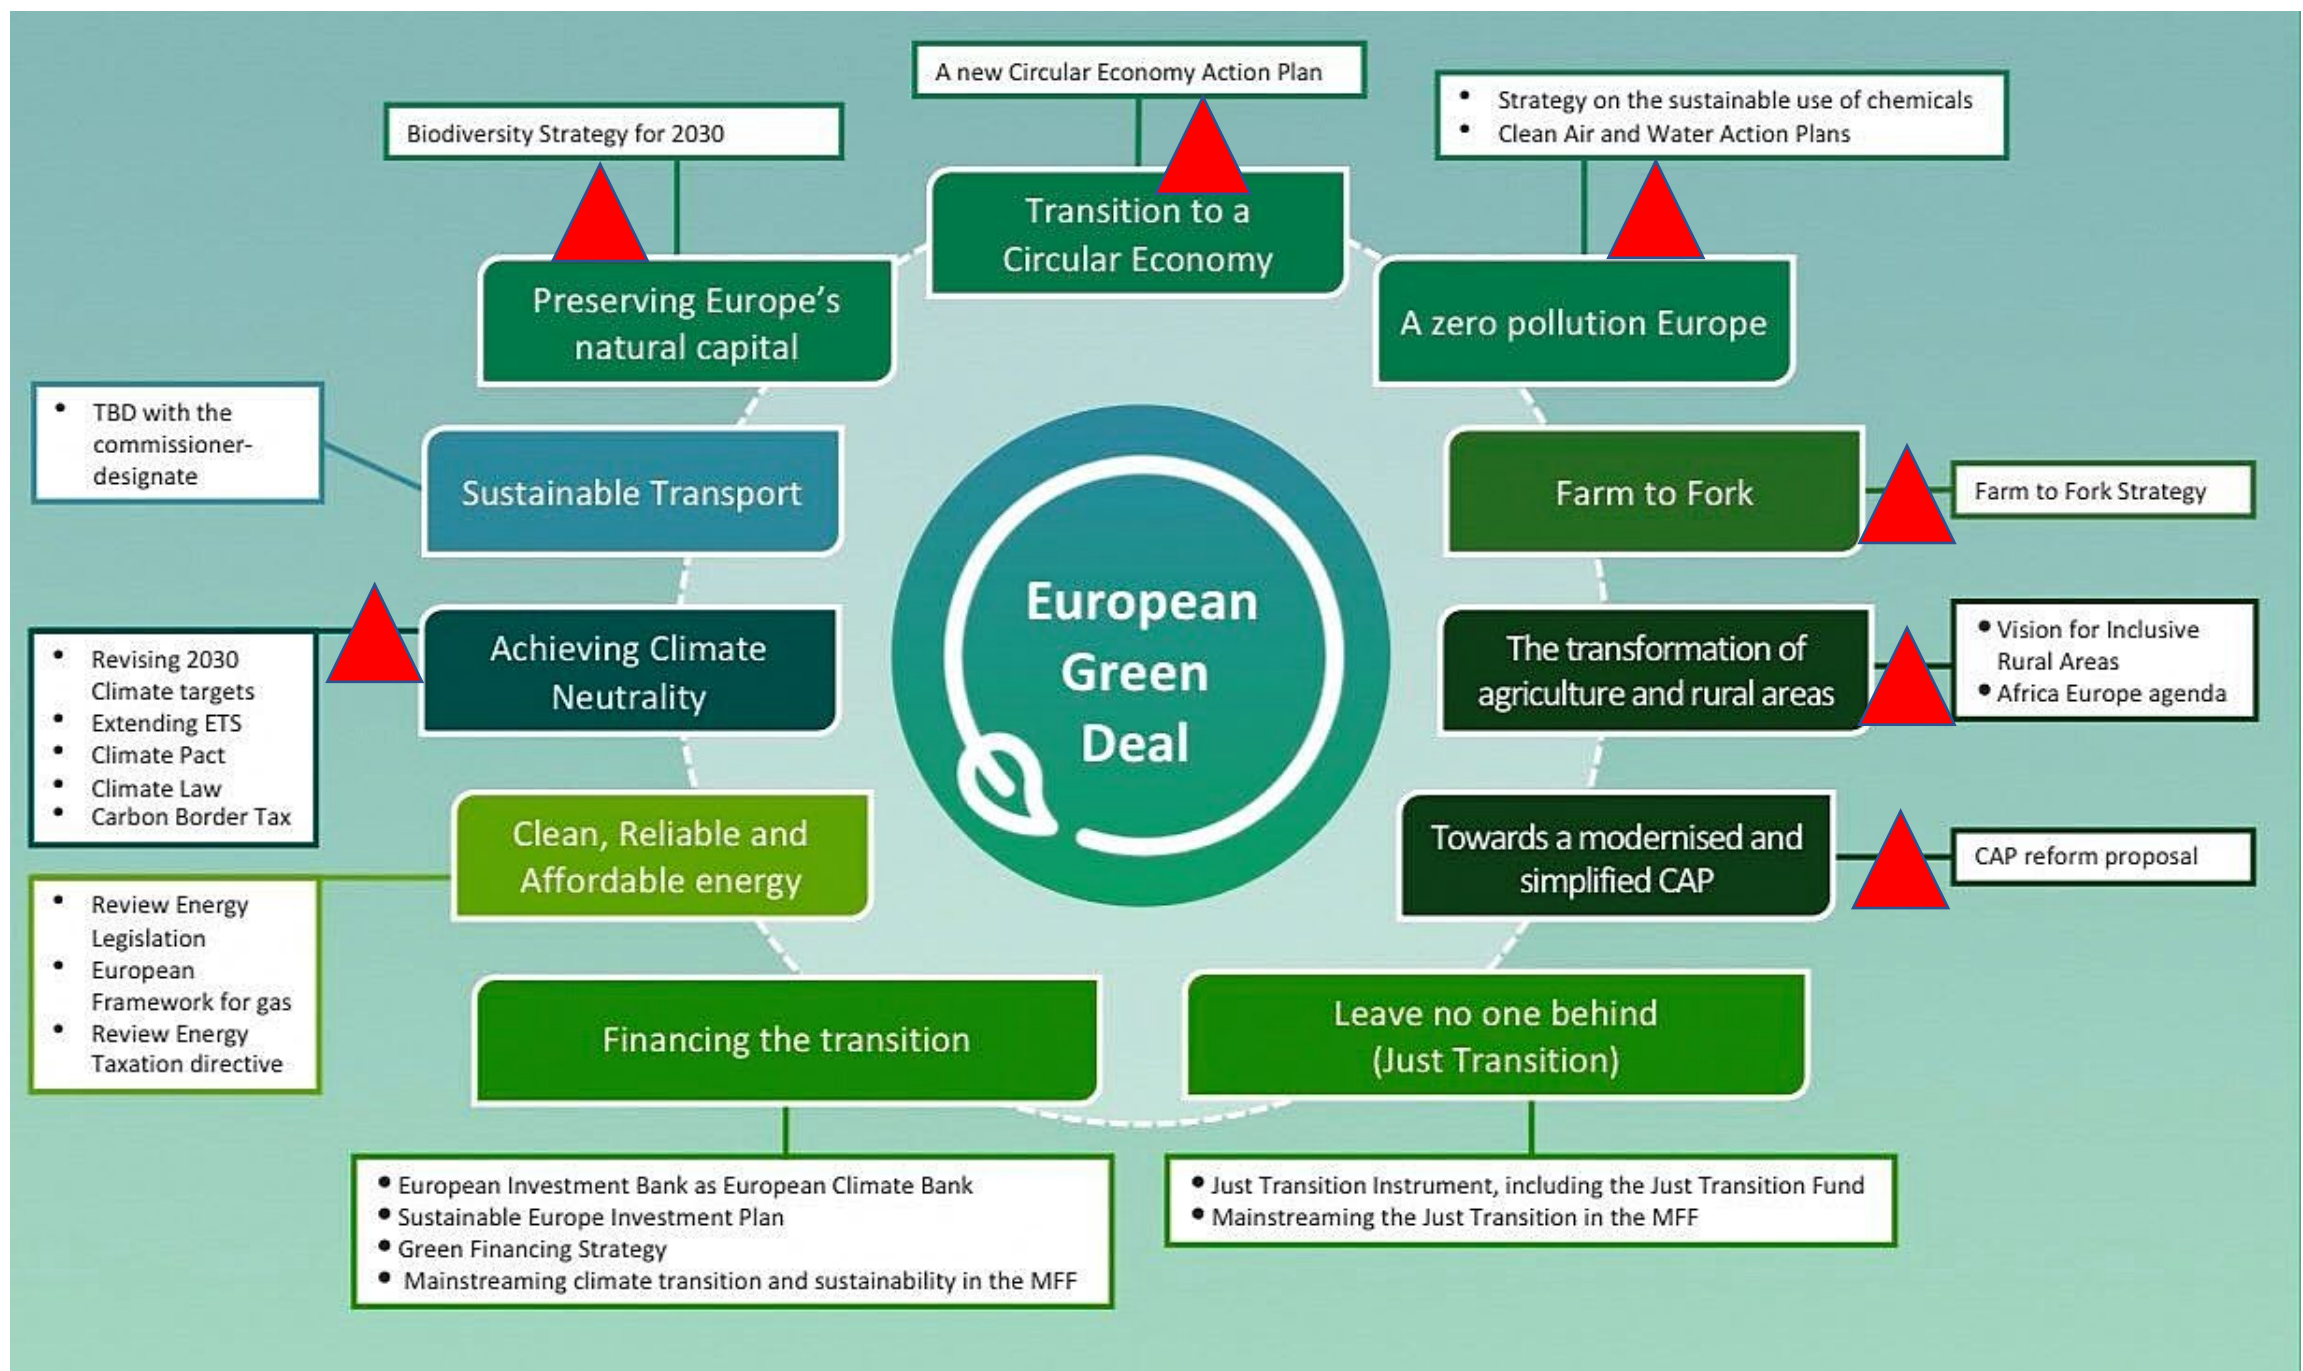 A new Circular Economy Action Plan
• Strategy on the sustainable use of chemicals
• Clean Air and Water Action Plans
Biodiversity Strategy for 2030
Transition to a
Circular Economy
Preserving Europe’s
natural capital
A zero pollution Europe
• TBD with the
commissioner-
designate
Sustainable Transport
Farm to Fork
Farm to Fork Strategy
European
Green
Deal
• Revising 2030
Climate targets
• Extending ETS
• Climate Pact
• Climate Law
• Carbon Border Tax
Achieving Climate
Neutrality
The transformation of
agriculture and rural areas
• Vision for Inclusive
Rural Areas
• Africa Europe agenda
Clean, Reliable and
Affordable energy
Towards a modernised and
simplified CAP
CAP reform proposal
• Review Energy
Legislation
• European
Framework for gas
• Review Energy
Taxation directive
Financing the transition
Leave no one behind
(Just Transition)
• European Investment Bank as European Climate Bank
• Sustainable Europe Investment Plan
• Green Financing Strategy
• Mainstreaming climate transition and sustainability in the MFF
• Just Transition Instrument, including the Just Transition Fund
• Mainstreaming the Just Transition in the MFF